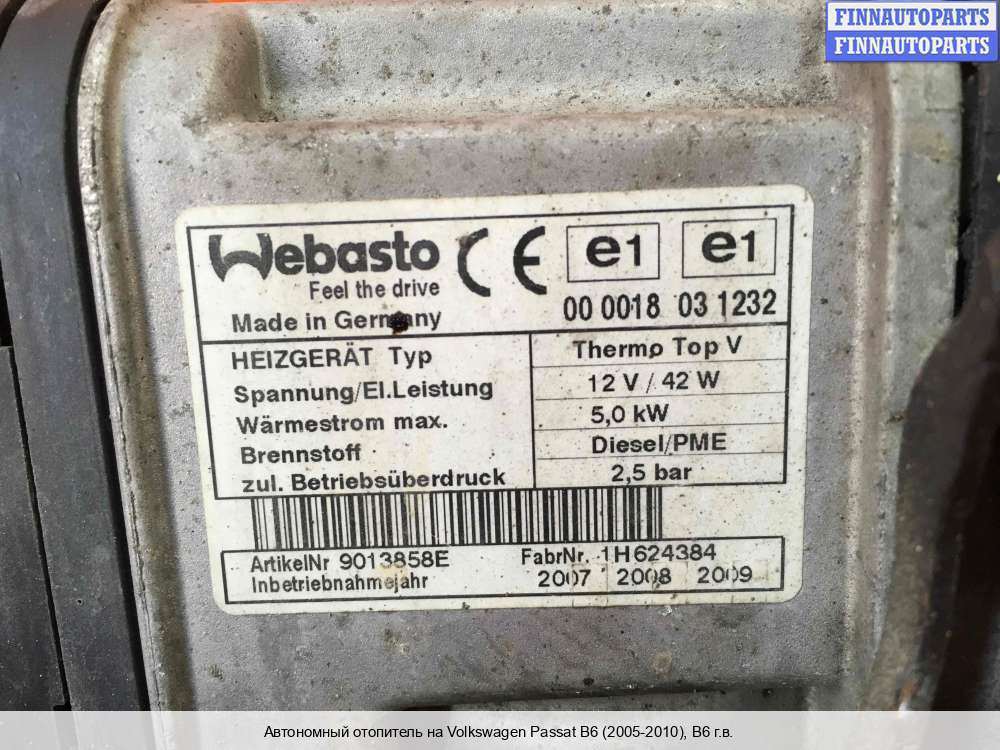 FINNAUTOPARTS
FINNAUTOPARTS
Webasto
Feel the drive
Made in Germany
CE
e1 e1
00 0018 03 1232
HEIZGERÄT Typ Thermo Top V
Spannung/El.Leistung 12 V / 42 W
Wärmestrom max. 5,0 kW
Brennstoff Diesel/PME
zul. Betriebsüberdruck 2,5 bar
ArtikelNr 9013858E FabrNr. 1H624384
Inbetriebnahmejahr 2007 2008 2009
Автономный отопитель на Volkswagen Passat B6 (2005-2010), B6 г.в.